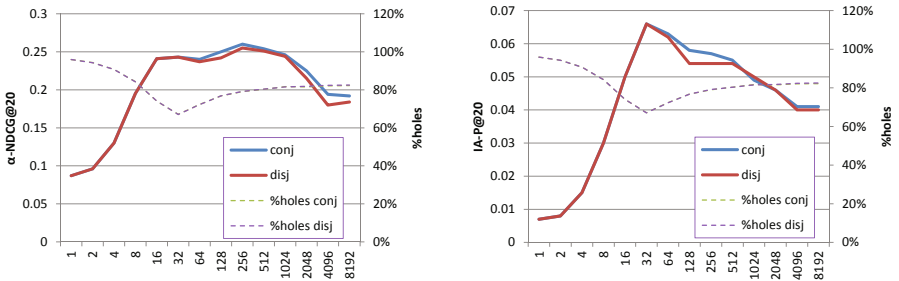 0.3
0.25
0.2
0.15
0.1
0.05
0
α-NDCG@20
120%
100%
80%
60%
40%
20%
0%
%holes
conj
disj
%holes conj
%holes disj
1 2 4 8 16 32 64 128 256 512 1024 2048 4096 8192
0.07
0.06
0.05
0.04
0.03
0.02
0.01
0
IA-P@20
120%
100%
80%
60%
40%
20%
0%
%holes
conj
disj
%holes conj
%holes disj
1 2 4 8 16 32 64 128 256 512 1024 2048 4096 8192